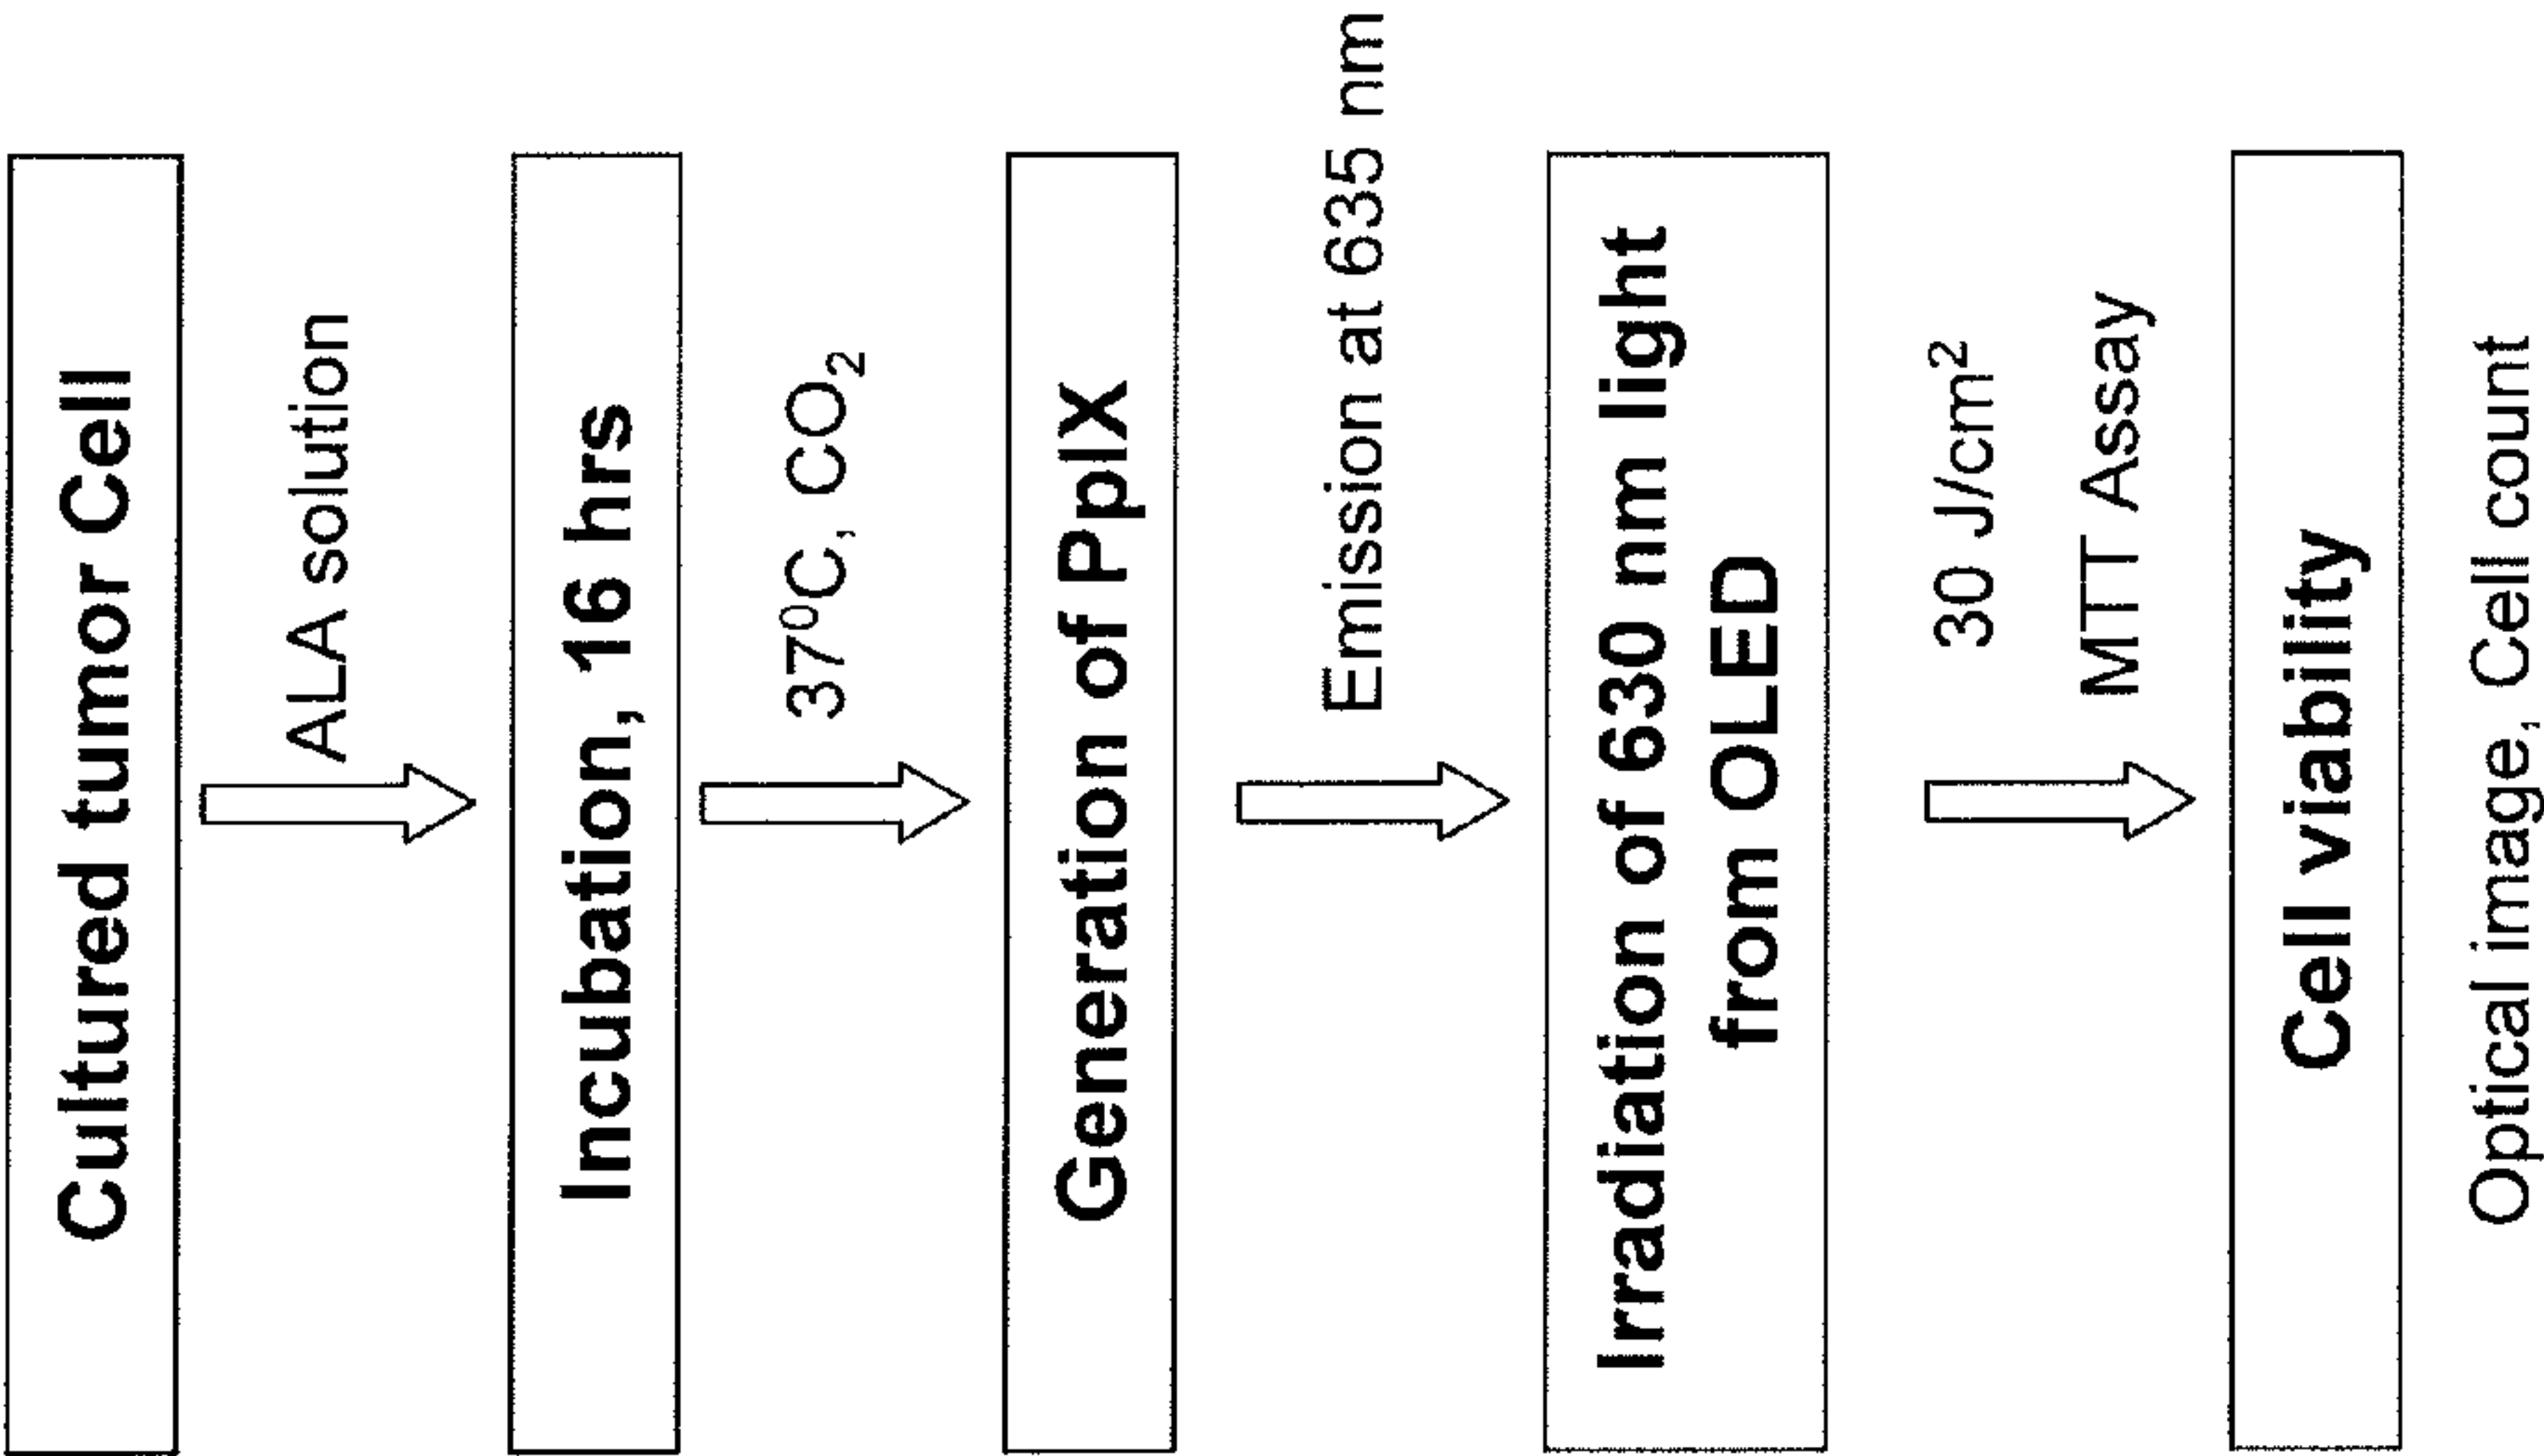 Cultured tumor Cell
ALA solution
Incubation, 16 hrs
37⁰C, CO₂
Generation of PpIX
Emission at 635 nm
Irradiation of 630 nm light
from OLED
30 J/cm²
MTT Assay
Cell viability
Optical image, Cell count